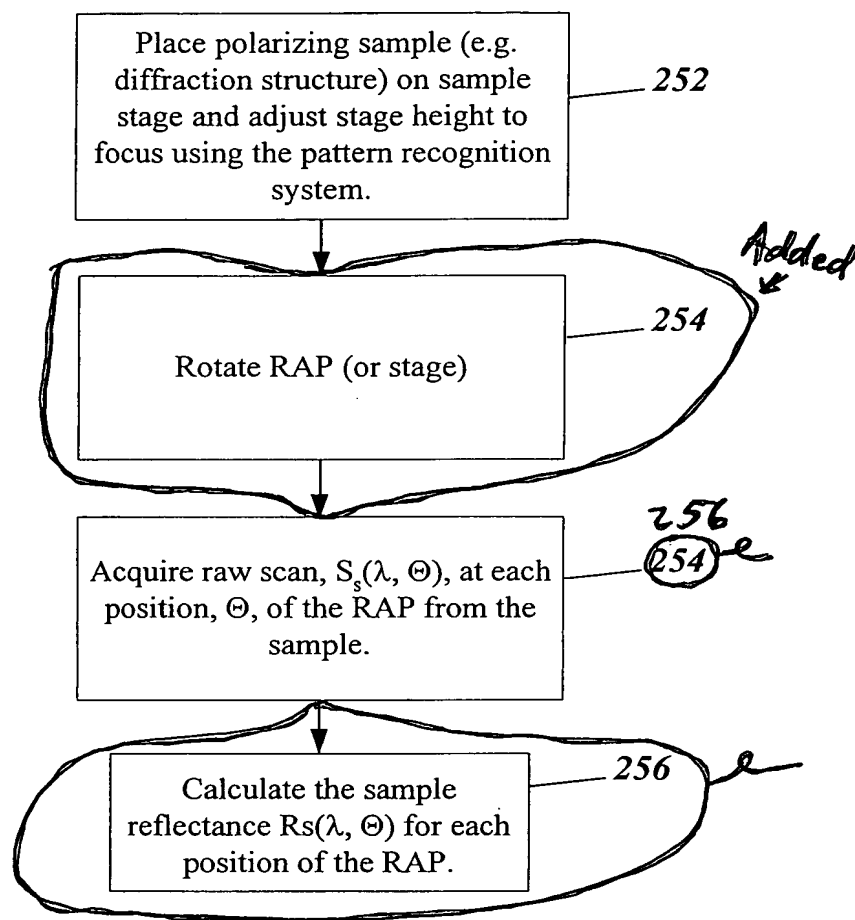 Place polarizing sample (e.g.
diffraction structure) on sample
stage and adjust stage height to
focus using the pattern recognition
system.
252
Added
254
Rotate RAP (or stage)
256
254
Acquire raw scan, Sₛ(λ, Θ), at each
position, Θ, of the RAP from the
sample.
256
Calculate the sample
reflectance Rs(λ, Θ) for each
position of the RAP.